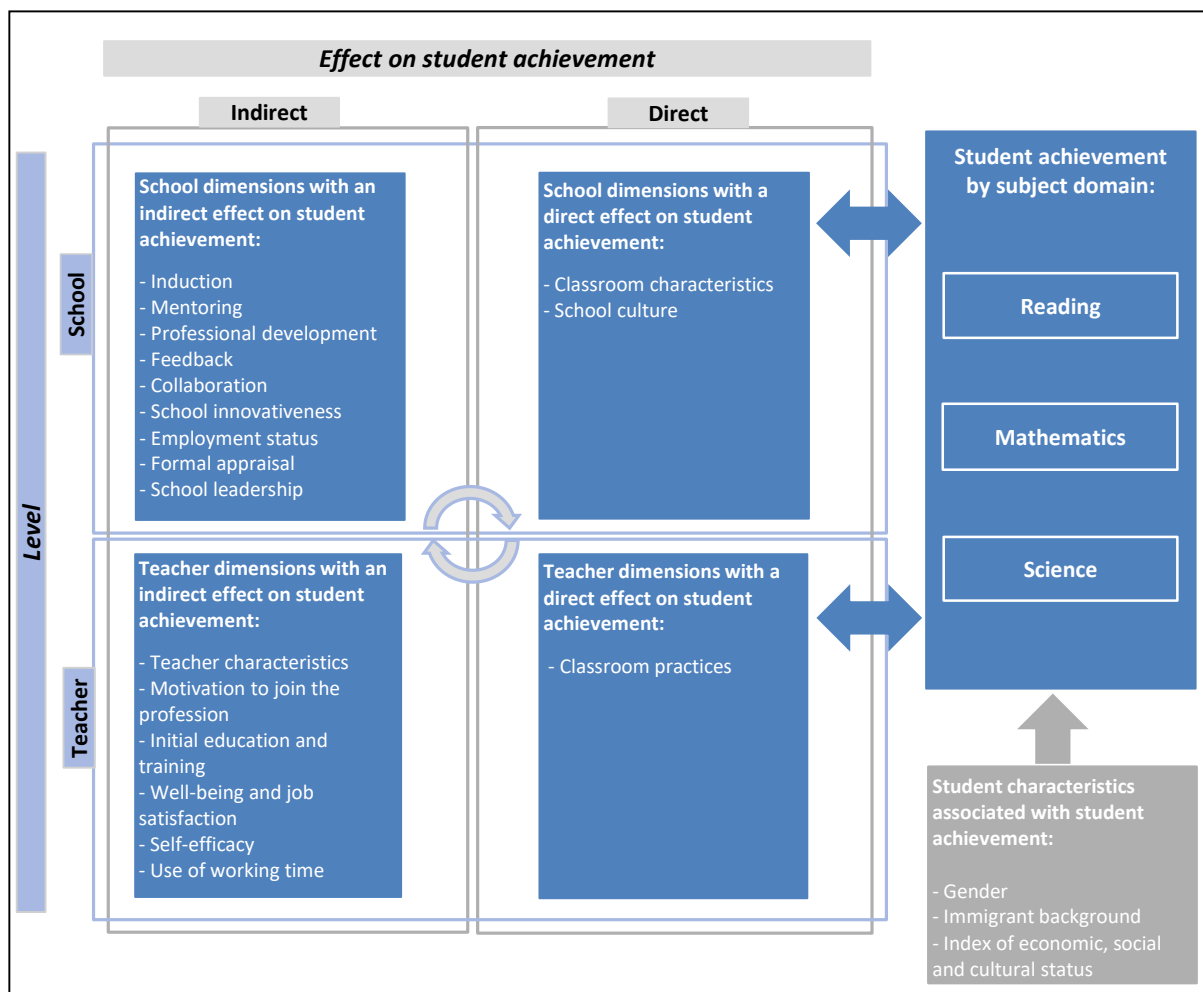 Effect on student achievement
Indirect
Direct
Level
School
School dimensions with an
indirect effect on student
achievement:
- Induction
- Mentoring
- Professional development
- Feedback
- Collaboration
- School innovativeness
- Employment status
- Formal appraisal
- School leadership
School dimensions with a
direct effect on student
achievement:
- Classroom characteristics
- School culture
Teacher
Teacher dimensions with an
indirect effect on student
achievement:
- Teacher characteristics
- Motivation to join the
profession
- Initial education and
training
- Well-being and job
satisfaction
- Self-efficacy
- Use of working time
Teacher dimensions with a
direct effect on student
achievement:
- Classroom practices
Student achievement
by subject domain:
Reading
Mathematics
Science
Student characteristics
associated with student
achievement:
- Gender
- Immigrant background
- Index of economic, social
and cultural status